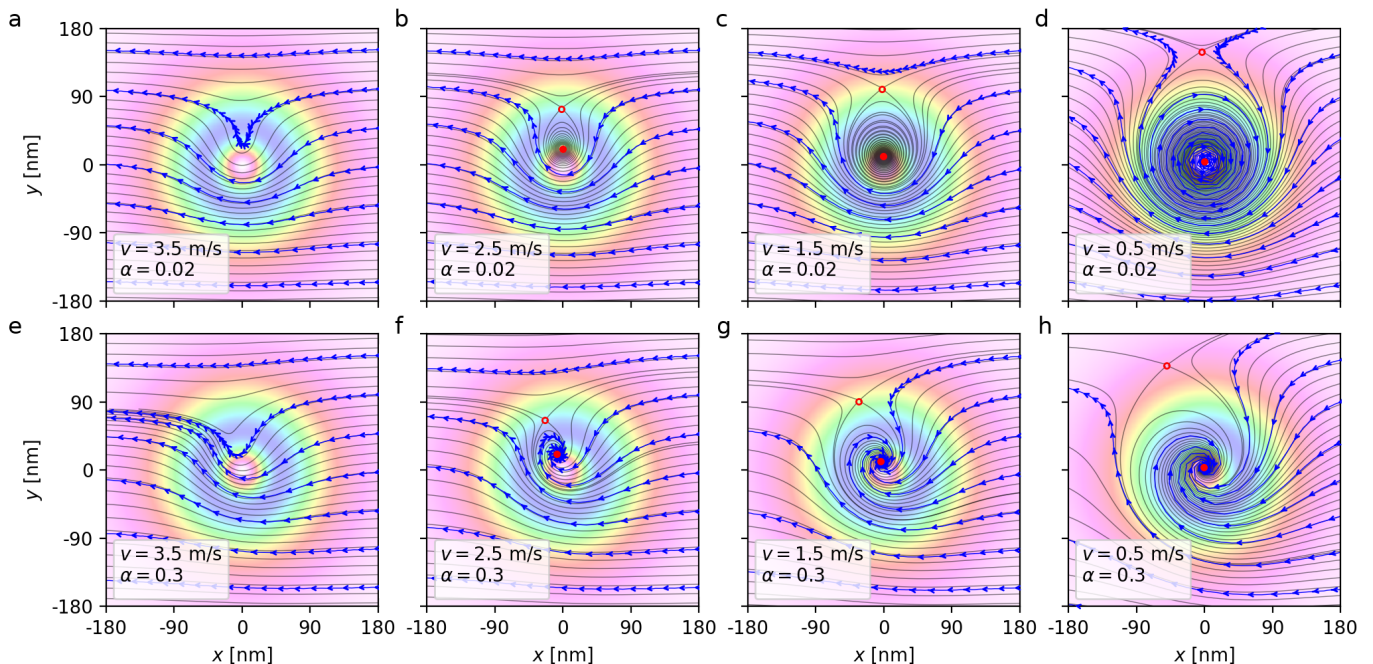 a
b
c
d
180
90
0
-90
-180
y [nm]
v = 3.5 m/s
α = 0.02
v = 2.5 m/s
α = 0.02
v = 1.5 m/s
α = 0.02
v = 0.5 m/s
α = 0.02
e
f
g
h
180
90
0
-90
-180
y [nm]
v = 3.5 m/s
α = 0.3
v = 2.5 m/s
α = 0.3
v = 1.5 m/s
α = 0.3
v = 0.5 m/s
α = 0.3
-180 -90 0 90 180
-180 -90 0 90 180
-180 -90 0 90 180
-180 -90 0 90 180
x [nm]
x [nm]
x [nm]
x [nm]